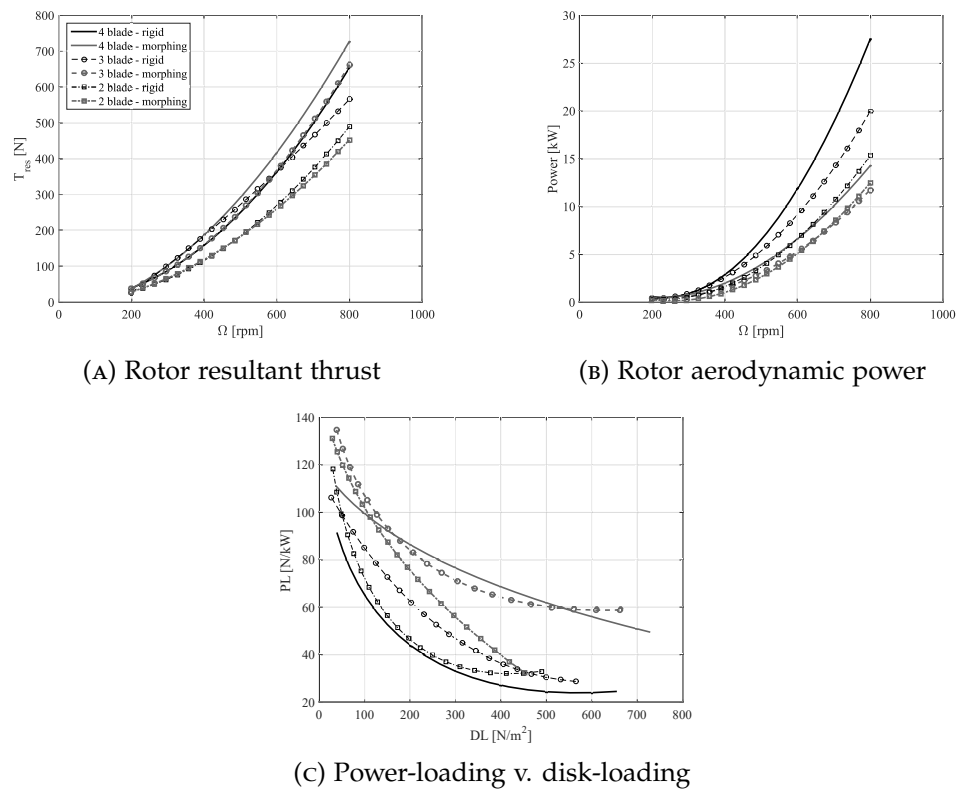 800
700
600
500
400
300
200
100
0
T_res [N]
4 blade - rigid
4 blade - morphing
3 blade - rigid
3 blade - morphing
2 blade - rigid
2 blade - morphing
0 200 400 600 800 1000
Ω [rpm]
(A) Rotor resultant thrust
30
25
20
15
10
5
0
Power [kW]
0 200 400 600 800 1000
Ω [rpm]
(B) Rotor aerodynamic power
140
120
100
80
60
40
20
PL [N/kW]
0 100 200 300 400 500 600 700 800
DL [N/m²]
(C) Power-loading v. disk-loading